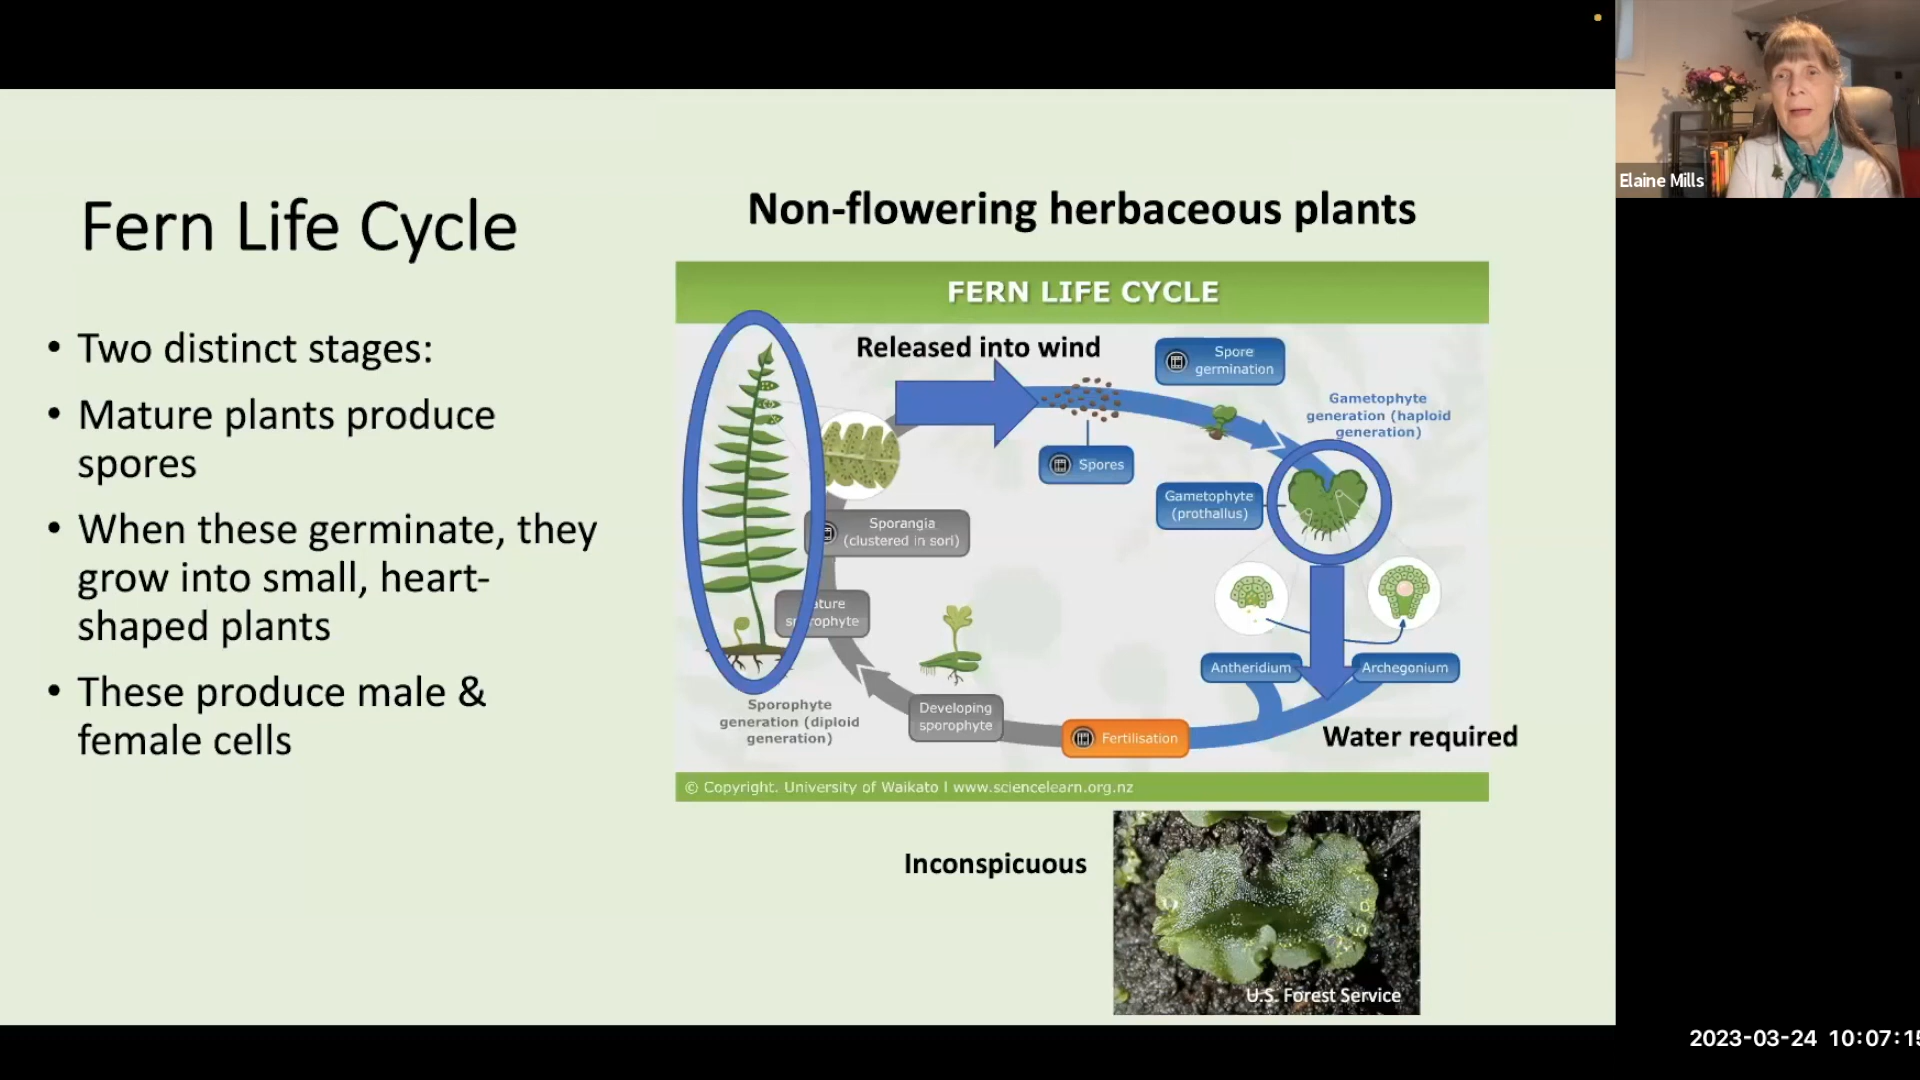 Elaine Mills
Fern Life Cycle
• Two distinct stages:
• Mature plants produce
spores
• When these germinate, they
grow into small, heart-
shaped plants
• These produce male &
female cells
Non-flowering herbaceous plants
FERN LIFE CYCLE
Released into wind
Spore
germination
Spores
Gametophyte
generation (haploid
generation)
Gametophyte
(prothallus)
Sporangia
(clustered in sori)
Antheridium
Archegonium
Water required
Fertilisation
Developing
sporophyte
Sporophyte
generation (diploid
generation)
© Copyright. University of Waikato I www.sciencelearn.org.nz
Inconspicuous
U.S. Forest Service
2023-03-24 10:07:15